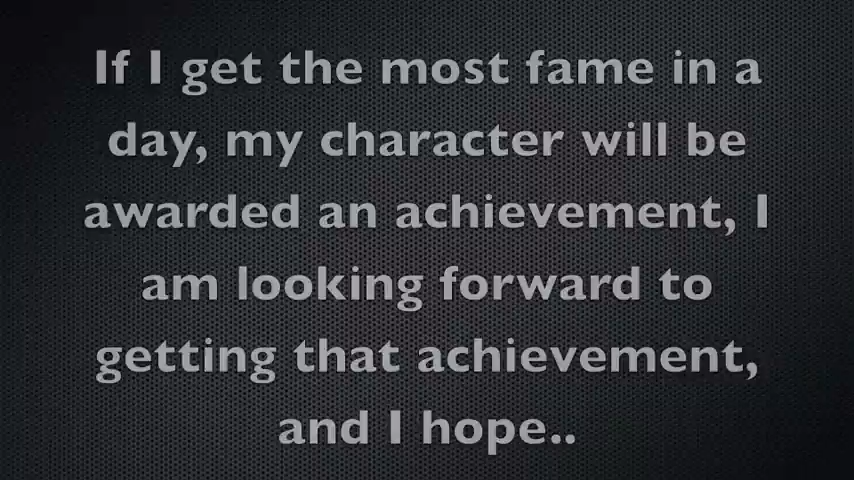 If I get the most fame in a
day, my character will be
awarded an achievement, I
am looking forward to
getting that achievement,
and I hope..